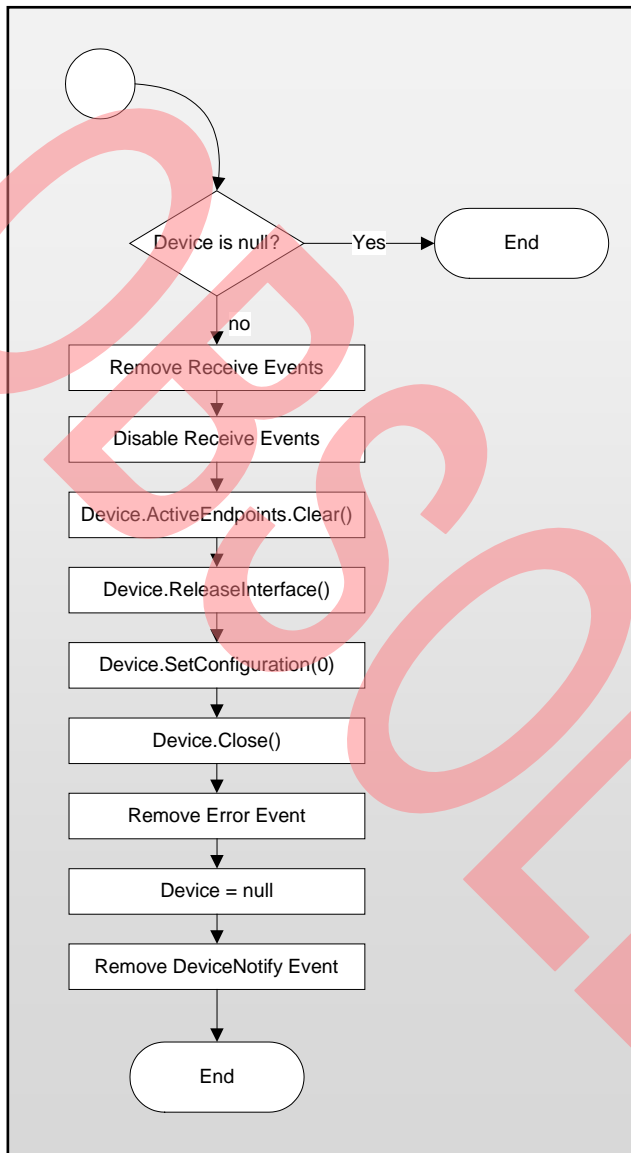 Device is null?
Yes
End
no
Remove Receive Events
Disable Receive Events
Device.ActiveEndpoints.Clear()
Device.ReleaseInterface()
Device.SetConfiguration(0)
Device.Close()
Remove Error Event
Device = null
Remove DeviceNotify Event
End
OBSOL